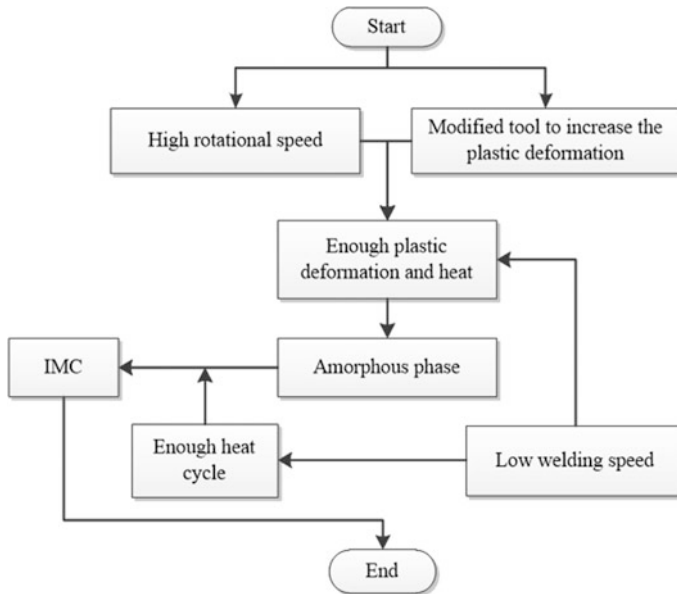 Start
High rotational speed
Modified tool to increase the
plastic deformation
Enough plastic
deformation and heat
IMC
Amorphous phase
Enough heat
cycle
Low welding speed
End